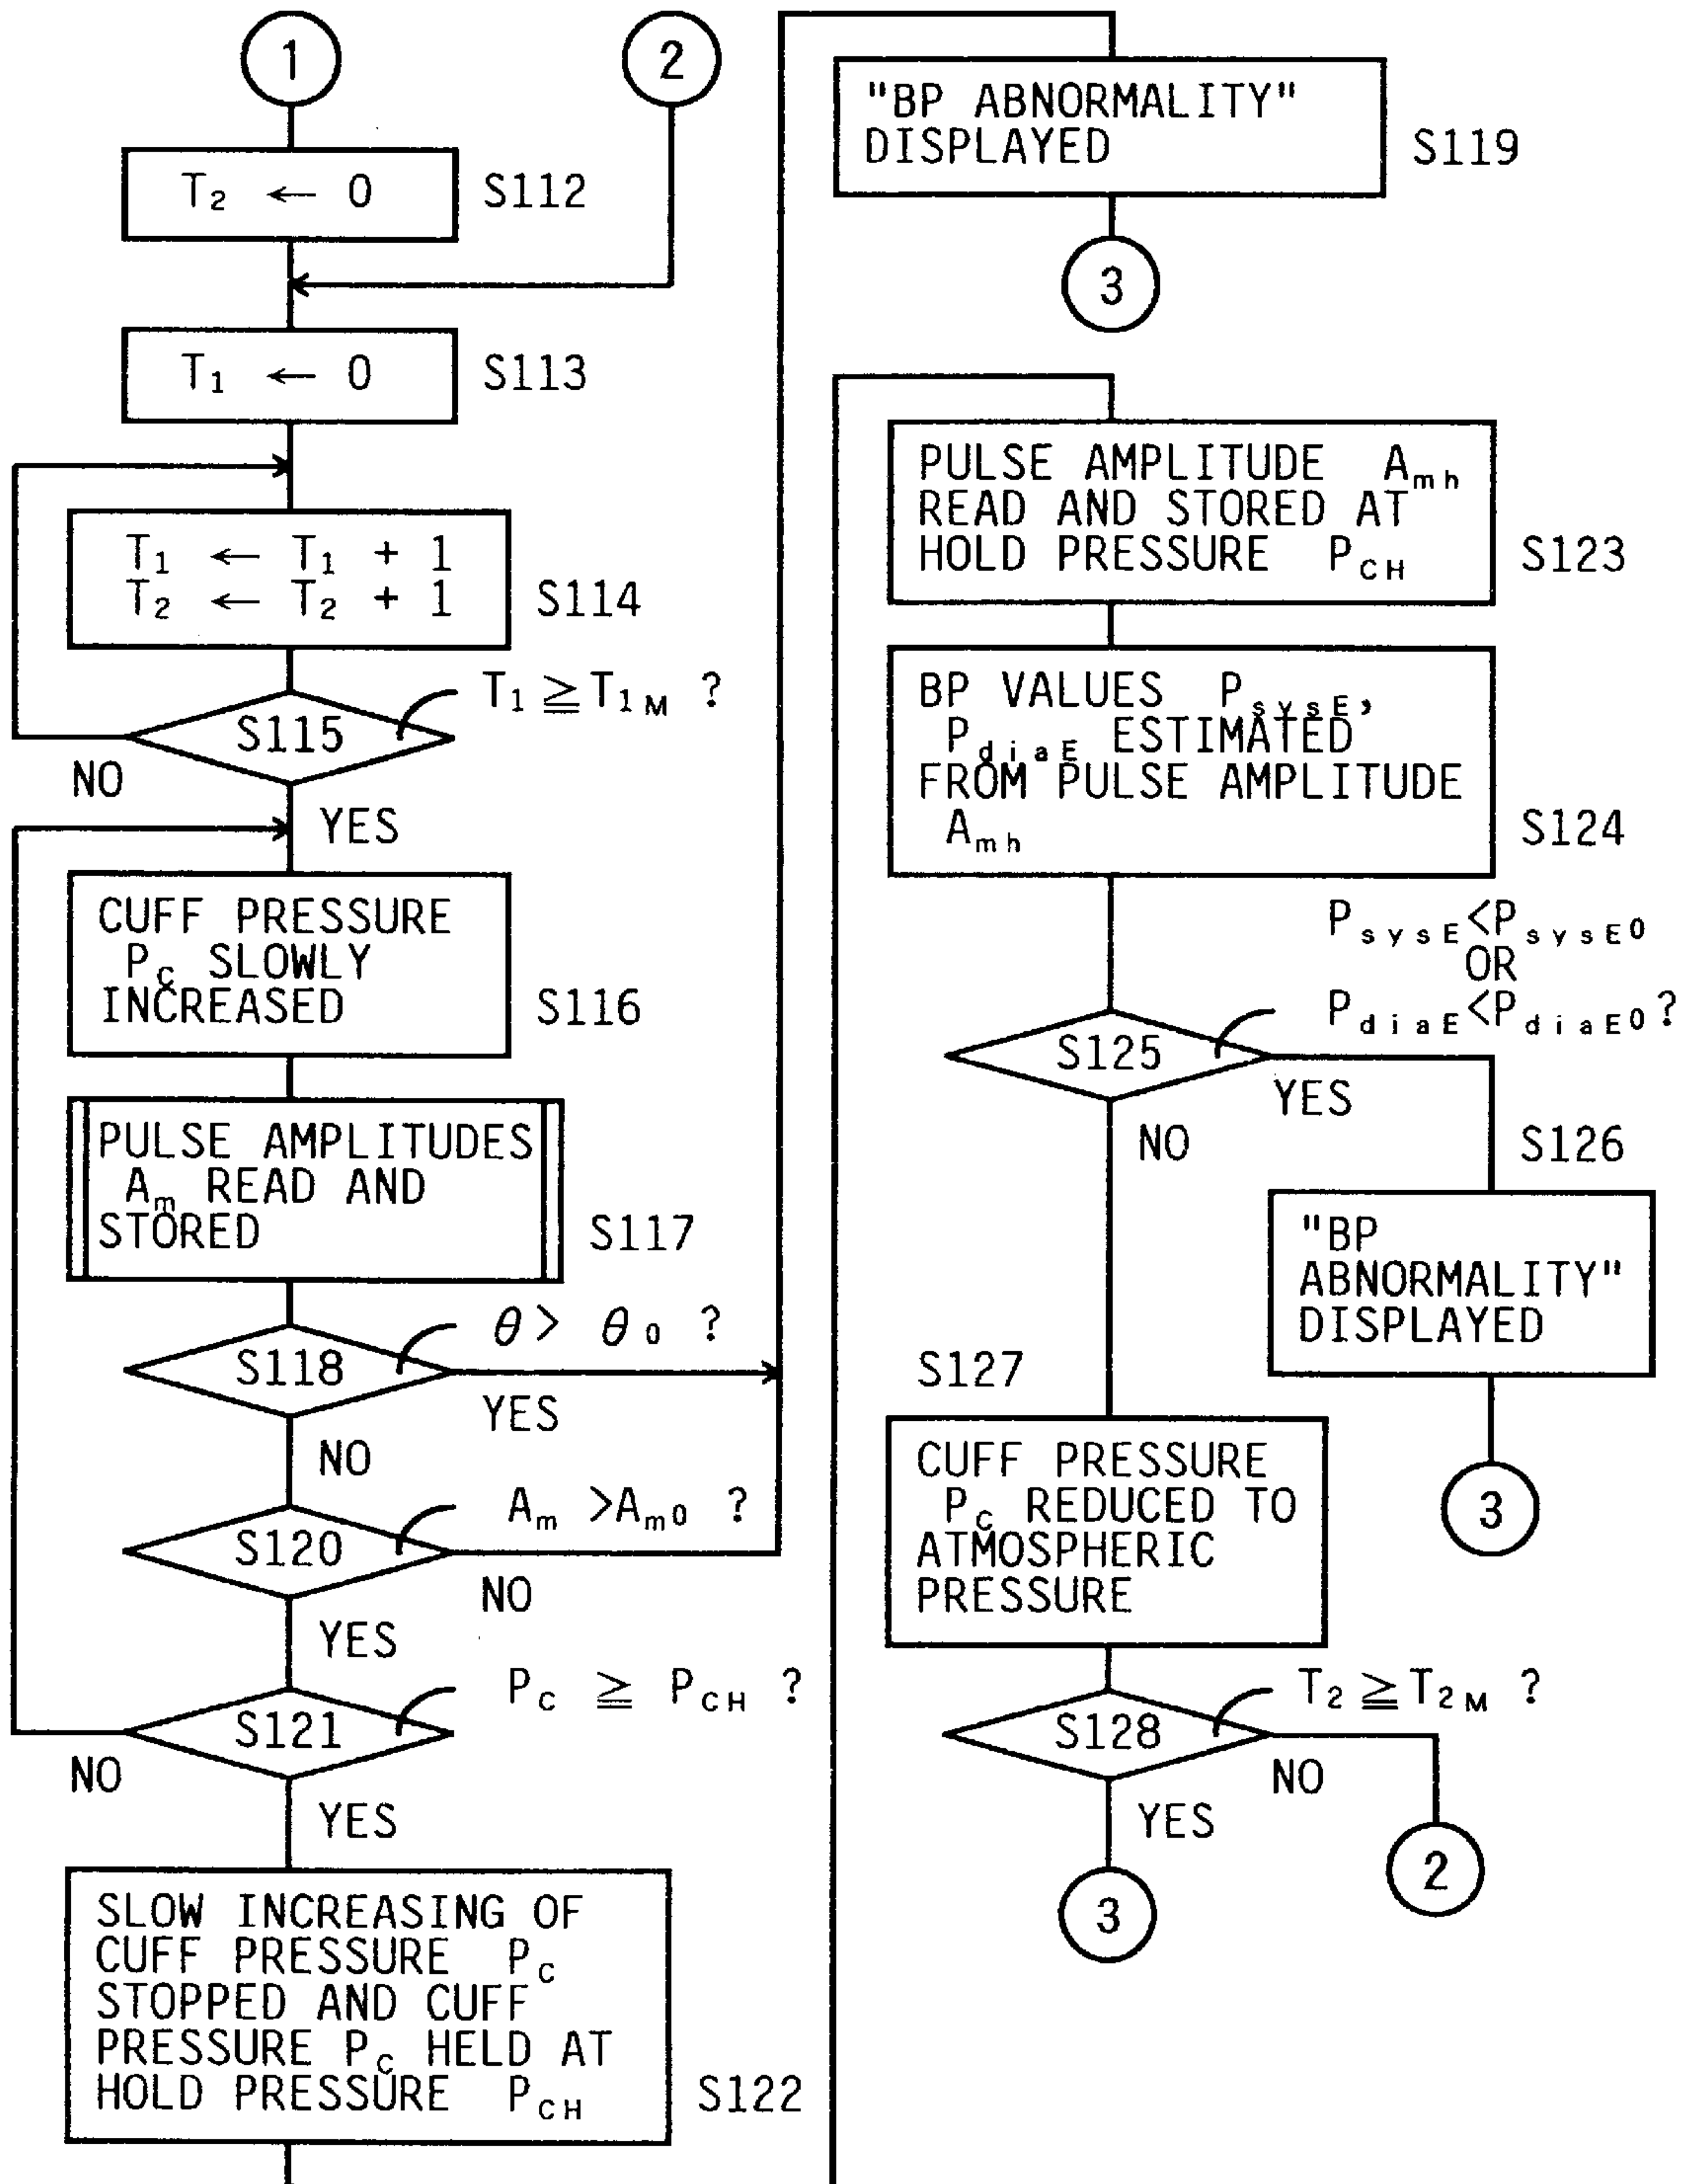 1
2
T₂ ← 0
S112
T₁ ← 0
S113
T₁ ← T₁ + 1
T₂ ← T₂ + 1
S114
T₁ ≧ T₁M ?
S115
NO
YES
CUFF PRESSURE
Pc SLOWLY
INCREASED
S116
PULSE AMPLITUDES
Am READ AND
STORED
S117
θ > θ₀ ?
S118
YES
NO
Am >Am0 ?
S120
NO
YES
Pc ≧ PCH ?
S121
NO
YES
SLOW INCREASING OF
CUFF PRESSURE Pc
STOPPED AND CUFF
PRESSURE Pc HELD AT
HOLD PRESSURE PCH
S122
"BP ABNORMALITY"
DISPLAYED
S119
3
PULSE AMPLITUDE Amh
READ AND STORED AT
HOLD PRESSURE PCH
S123
BP VALUES PsysE,
PdiaE ESTIMATED
FROM PULSE AMPLITUDE
Amh
S124
PsysE<PsysE0
OR
PdiaE<PdiaE0?
S125
YES
NO
S126
"BP
ABNORMALITY"
DISPLAYED
3
S127
CUFF PRESSURE
Pc REDUCED TO
ATMOSPHERIC
PRESSURE
T₂ ≧T₂M ?
S128
NO
YES
2
3